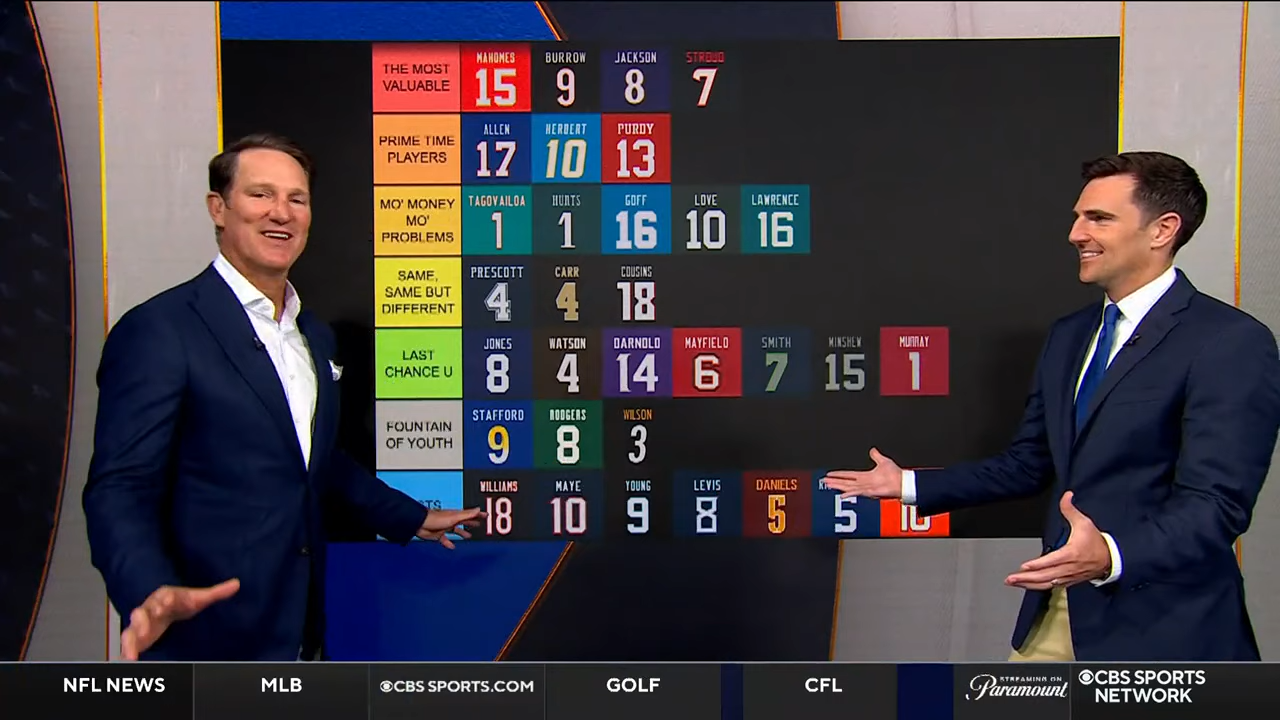 THE MOST
VALUABLE
MAHOMES
15
BURROW
9
JACKSON
8
STROUD
7
PRIME TIME
PLAYERS
ALLEN
17
HERBERT
10
PURDY
13
MO' MONEY
MO'
PROBLEMS
TAGOVAILOA
1
HURTS
1
GOFF
16
LOVE
10
LAWRENCE
16
SAME,
SAME BUT
DIFFERENT
PRESCOTT
4
CARR
4
COUSINS
18
LAST
CHANCE U
JONES
8
WATSON
4
DARNOLD
14
MAYFIELD
6
SMITH
7
MINSHEW
15
MURRAY
1
FOUNTAIN
OF YOUTH
STAFFORD
9
RODGERS
8
WILSON
3
WILLIAMS
18
MAYE
10
YOUNG
9
LEVIS
8
DANIELS
5
5
10
NFL NEWS
MLB
CBS SPORTS.COM
GOLF
CFL
STREAMING ON
Paramount
CBS SPORTS
NETWORK